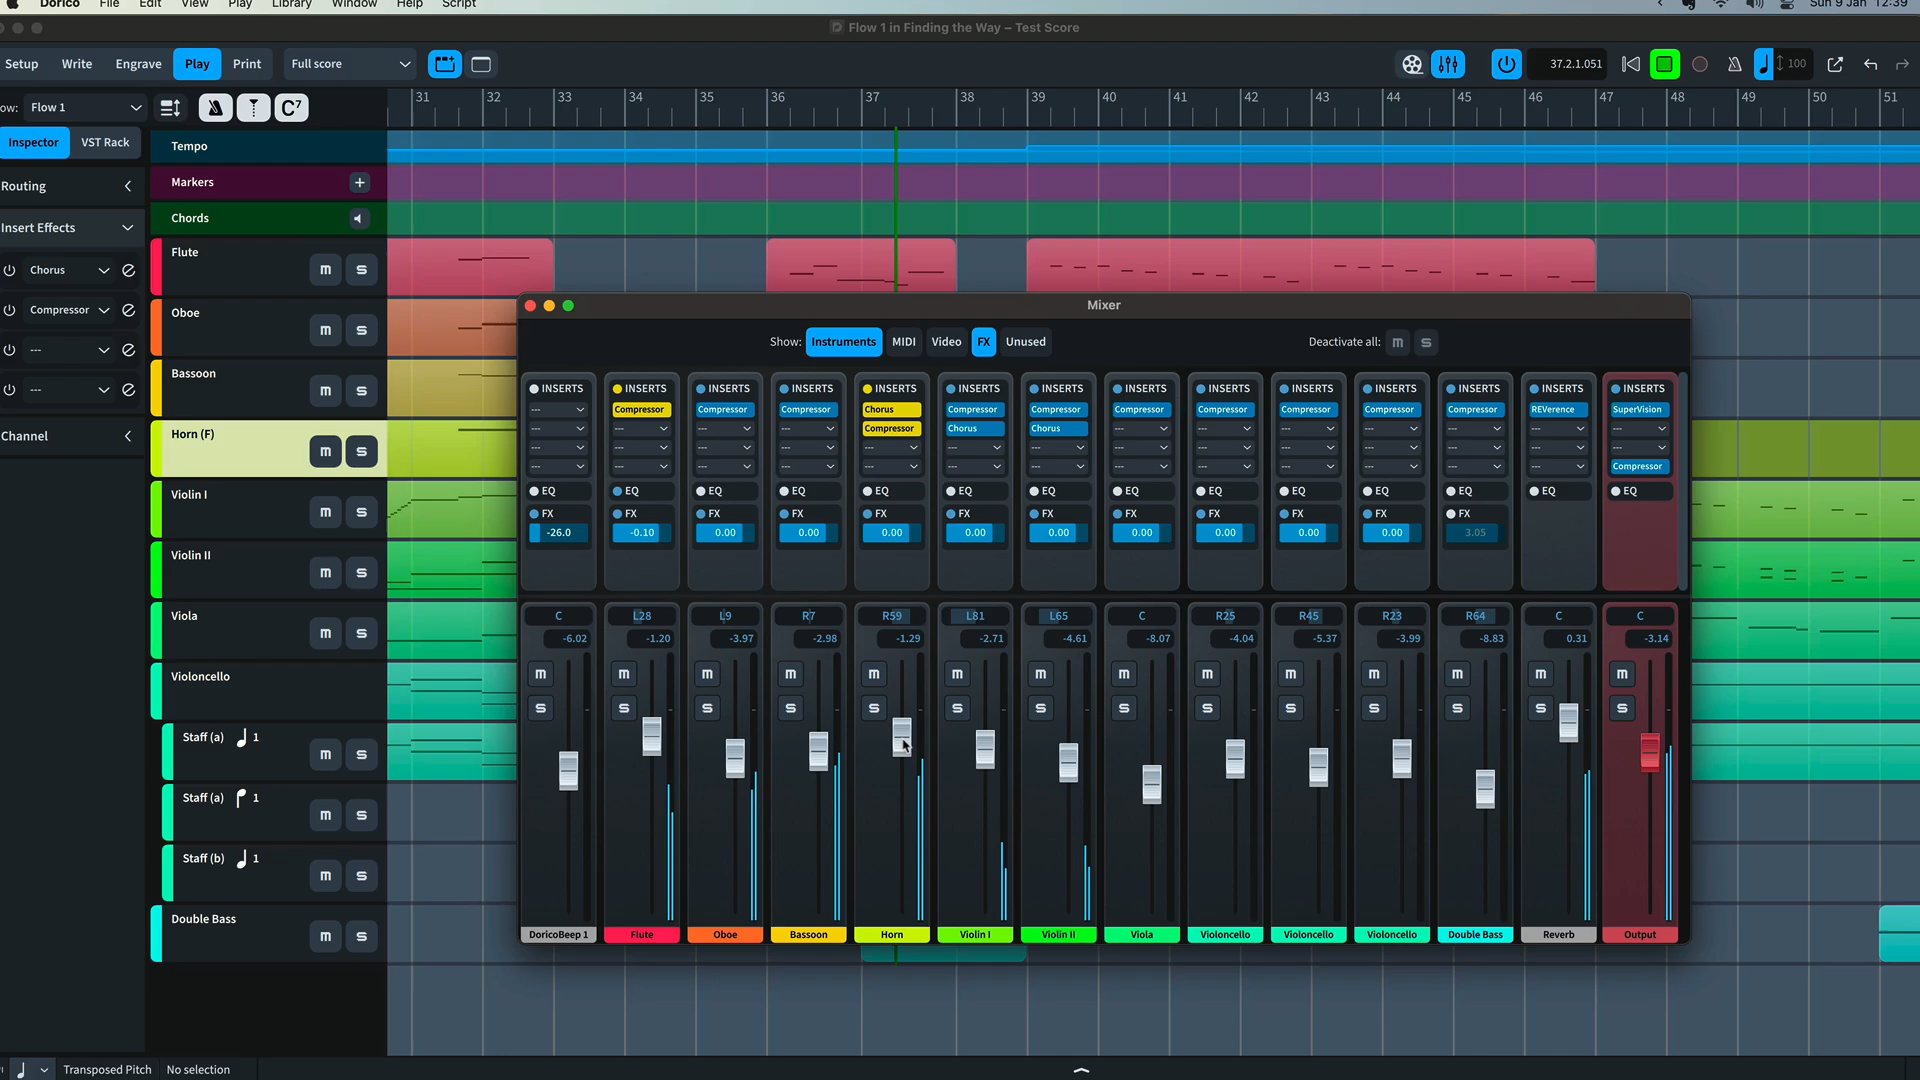 Dorico File Edit View Play Library Window Help Script Sun 9 Jan 12:39
Flow 1 in Finding the Way – Test Score
Setup Write Engrave Play Print Full score 37.2.1.051 100
ow: Flow 1 C7 31 32 33 34 35 36 37 38 39 40 41 42 43 44 45 46 47 48 49 50 51
Inspector VST Rack
Tempo
Routing
Markers +
Chords
Insert Effects
Chorus
Compressor
---
---
Channel
Flute m s
Oboe m s
Bassoon m s
Horn (F) m s
Violin I m s
Violin II m s
Viola m s
Violoncello
Staff (a) 1 m s
Staff (a) 1 m s
Staff (b) 1 m s
Double Bass m s
Mixer
Show: Instruments MIDI Video FX Unused Deactivate all: m s
INSERTS INSERTS INSERTS INSERTS INSERTS INSERTS INSERTS INSERTS INSERTS INSERTS INSERTS INSERTS INSERTS INSERTS
--- Compressor Compressor Compressor Chorus Compressor Compressor Compressor Compressor Compressor Compressor Compressor REVerence SuperVision
--- --- --- --- Compressor Chorus Chorus --- --- --- --- --- --- ---
--- --- --- --- --- --- --- --- --- --- --- --- --- ---
--- --- --- --- --- --- --- --- --- --- --- --- --- Compressor
EQ EQ EQ EQ EQ EQ EQ EQ EQ EQ EQ EQ EQ EQ
FX FX FX FX FX FX FX FX FX FX FX FX
-26.0 -0.10 0.00 0.00 0.00 0.00 0.00 0.00 0.00 0.00 0.00 3.05
C L28 L9 R7 R59 L81 L65 C R25 R45 R23 R64 C C
-6.02 -1.20 -3.97 -2.98 -1.29 -2.71 -4.61 -8.07 -4.04 -5.37 -3.99 -8.83 0.31 -3.14
m m m m m m m m m m m m m
s s s s s s s s s s s s s s
DoricoBeep 1 Flute Oboe Bassoon Horn Violin I Violin II Viola Violoncello Violoncello Violoncello Double Bass Reverb Output
Transposed Pitch No selection